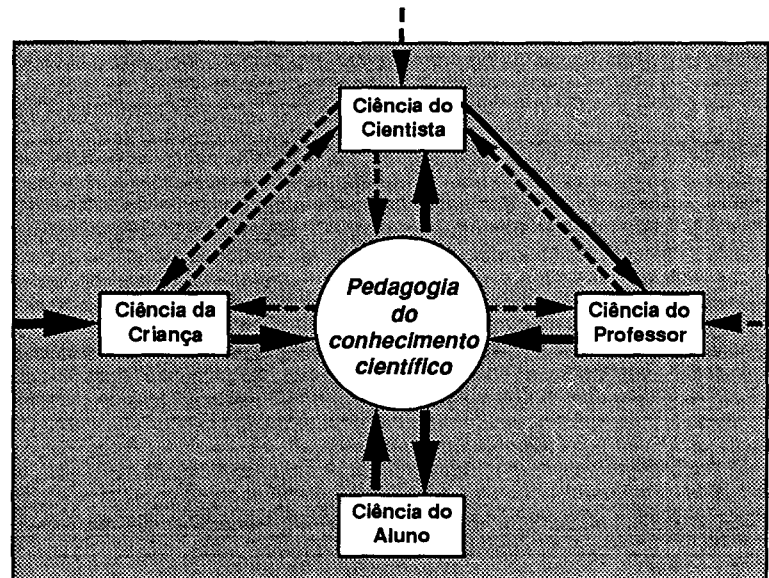 Ciência do
Cientista
Ciência da
Criança
Pedagogia
do
conhecimento
científico
Ciência do
Professor
Ciência do
Aluno